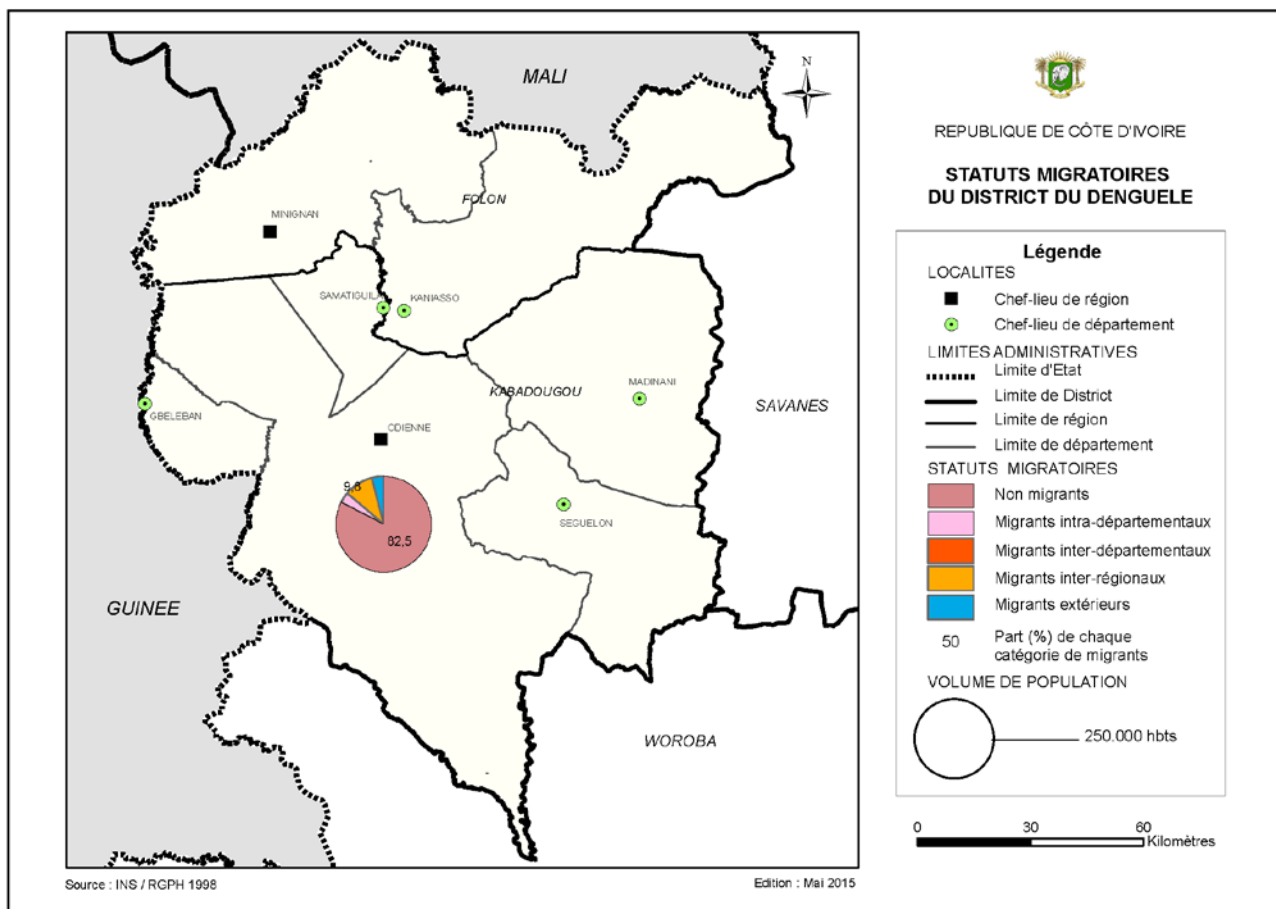 MALI
N
FOLON
MINIGNAN
SAMATIGUILA
KANIASSO
KABADOUGOU
MADINANI
SAVANES
GBELEBAN
ODIENNE
9,8
82,5
SEGUELON
GUINEE
WOROBA
Source : INS / RGPH 1998
Edition : Mai 2015
REPUBLIQUE DE CÔTE D'IVOIRE
STATUTS MIGRATOIRES
DU DISTRICT DU DENGUELE
Légende
LOCALITES
Chef-lieu de région
Chef-lieu de département
LIMITES ADMINISTRATIVES
Limite d'Etat
Limite de District
Limite de région
Limite de département
STATUTS MIGRATOIRES
Non migrants
Migrants intra-départementaux
Migrants inter-départementaux
Migrants inter-régionaux
Migrants extérieurs
50 Part (%) de chaque
catégorie de migrants
VOLUME DE POPULATION
250.000 hbts
0 30 60
Kilomètres